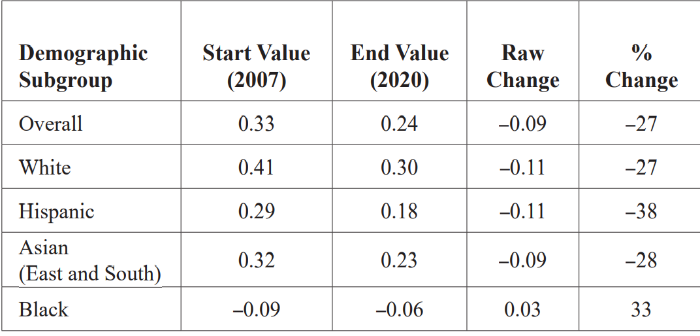 Demographic Subgroup Start Value (2007) End Value (2020) Raw Change % Change
Overall 0.33 0.24 –0.09 –27
White 0.41 0.30 –0.11 –27
Hispanic 0.29 0.18 –0.11 –38
Asian (East and South) 0.32 0.23 –0.09 –28
Black –0.09 –0.06 0.03 33